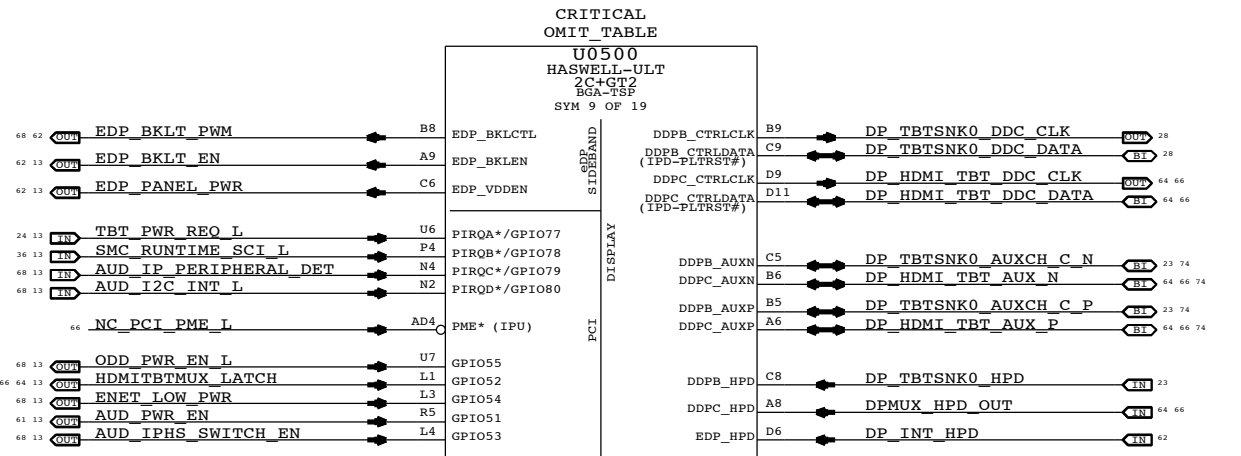 CRITICAL
OMIT_TABLE
U0500
HASWELL-ULT
2C+GT2
BGA-TSP
SYM 9 OF 19
68 62 OUT EDP_BKLT_PWM B8 EDP_BKLCTL
62 13 OUT EDP_BKLT_EN A9 EDP_BKLEN
62 13 OUT EDP_PANEL_PWR C6 EDP_VDDEN
eDP SIDEBAND
24 13 IN TBT_PWR_REQ_L U6 PIRQA*/GPIO77
36 13 IN SMC_RUNTIME_SCI_L P4 PIRQB*/GPIO78
68 13 IN AUD_IP_PERIPHERAL_DET N4 PIRQC*/GPIO79
68 13 IN AUD_I2C_INT_L N2 PIRQD*/GPIO80
66 NC_PCI_PME_L AD4 PME* (IPU)
68 13 OUT ODD_PWR_EN_L U7 GPIO55
66 64 13 OUT HDMITBTMUX_LATCH L1 GPIO52
68 13 OUT ENET_LOW_PWR L3 GPIO54
61 13 OUT AUD_PWR_EN R5 GPIO51
68 13 OUT AUD_IPHS_SWITCH_EN L4 GPIO53
PCI
DISPLAY
DDPB_CTRLCLK B9 DP_TBTSNK0_DDC_CLK OUT 28
DDPB_CTRLDATA C9 DP_TBTSNK0_DDC_DATA BI 28
(IPD-PLTRST#)
DDPC_CTRLCLK D9 DP_HDMI_TBT_DDC_CLK OUT 64 66
DDPC_CTRLDATA D11 DP_HDMI_TBT_DDC_DATA BI 64 66
(IPD-PLTRST#)
DDPB_AUXN C5 DP_TBTSNK0_AUXCH_C_N BI 23 74
DDPC_AUXN B6 DP_HDMI_TBT_AUX_N BI 64 66 74
DDPB_AUXP B5 DP_TBTSNK0_AUXCH_C_P BI 23 74
DDPC_AUXP A6 DP_HDMI_TBT_AUX_P BI 64 66 74
DDPB_HPD C8 DP_TBTSNK0_HPD IN 23
DDPC_HPD A8 DPMUX_HPD_OUT IN 64 66
EDP_HPD D6 DP_INT_HPD IN 62